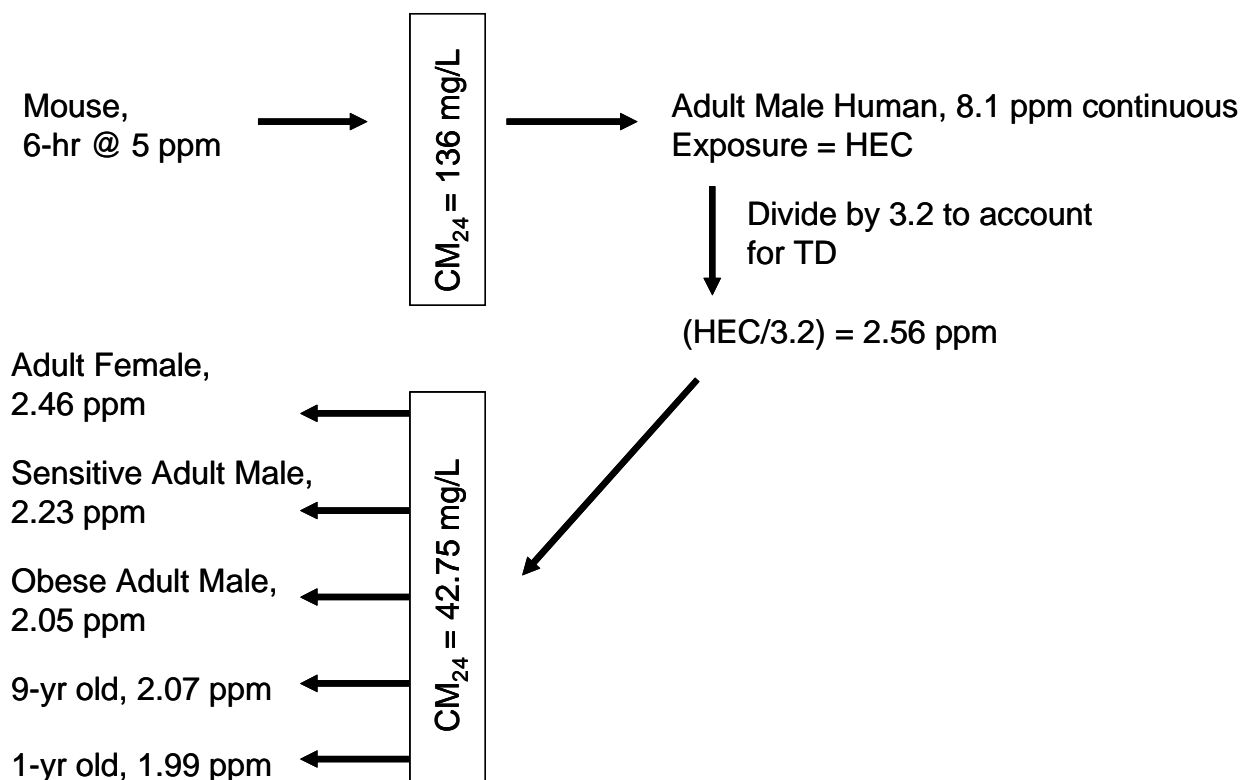 Mouse,
6-hr @ 5 ppm
CM₂₄ = 136 mg/L
Adult Male Human, 8.1 ppm continuous
Exposure = HEC
Divide by 3.2 to account
for TD
(HEC/3.2) = 2.56 ppm
CM₂₄ = 42.75 mg/L
Adult Female,
2.46 ppm
Sensitive Adult Male,
2.23 ppm
Obese Adult Male,
2.05 ppm
9-yr old, 2.07 ppm
1-yr old, 1.99 ppm